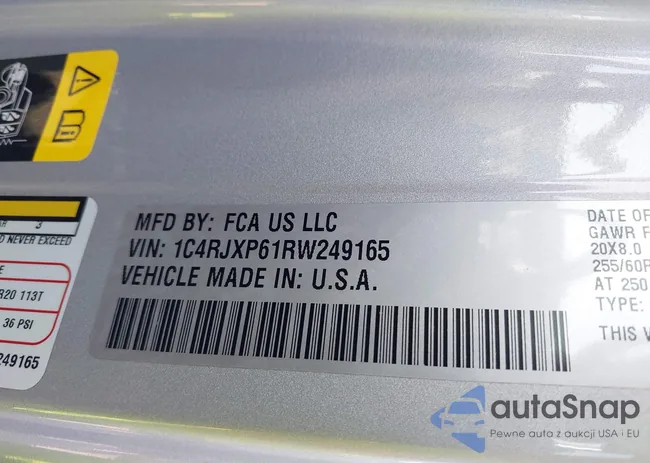 MFD BY: FCA US LLC
VIN: 1C4RJXP61RW249165
VEHICLE MADE IN: U.S.A.
3
D NEVER EXCEED
E
R20 113T
36 PSI
249165
DATE OF
GAWR F
20X8.0
255/60R
AT 250
TYPE:
THIS V
autaSnap
Pewne auta z aukcji USA i EU